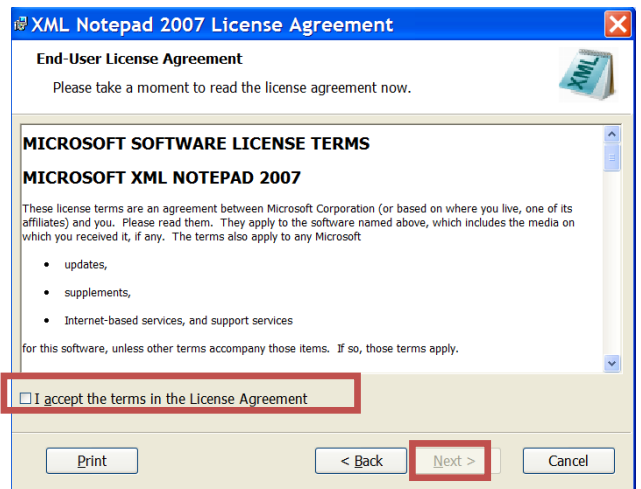 XML Notepad 2007 License Agreement
End-User License Agreement
Please take a moment to read the license agreement now.
XML
MICROSOFT SOFTWARE LICENSE TERMS
MICROSOFT XML NOTEPAD 2007
These license terms are an agreement between Microsoft Corporation (or based on where you live, one of its
affiliates) and you.  Please read them.  They apply to the software named above, which includes the media on
which you received it, if any.  The terms also apply to any Microsoft
• updates,
• supplements,
• Internet-based services, and support services
for this software, unless other terms accompany those items.  If so, those terms apply.
I accept the terms in the License Agreement
Print < Back Next > Cancel